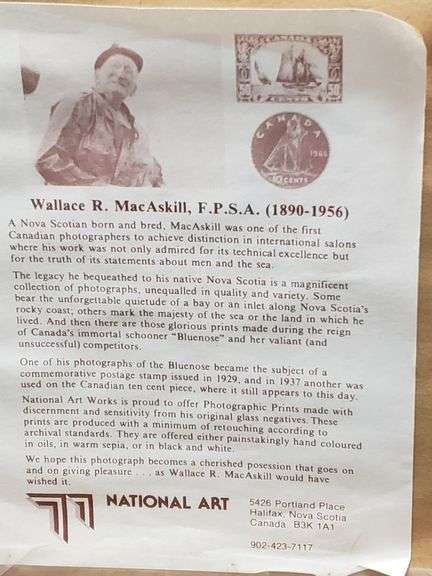 CANADA
50 50
CENTS
CANADA
1968
10 CENTS
Wallace R. MacAskill, F.P.S.A. (1890-1956)
A Nova Scotian born and bred, MacAskill was one of the first
Canadian photographers to achieve distinction in international salons
where his work was not only admired for its technical excellence but
for the truth of its statements about men and the sea.
The legacy he bequeathed to his native Nova Scotia is a magnificent
collection of photographs, unequalled in quality and variety. Some
bear the unforgettable quietude of a bay or an inlet along Nova Scotia's
rocky coast; others mark the majesty of the sea or the land in which he
lived. And then there are those glorious prints made during the reign
of Canada's immortal schooner "Bluenose" and her valiant (and
unsuccessful) competitors.
One of his photographs of the Bluenose became the subject of a
commemorative postage stamp issued in 1929, and in 1937 another was
used on the Canadian ten cent piece, where it still appears to this day.
National Art Works is proud to offer Photographic Prints made with
discernment and sensitivity from his original glass negatives. These
prints are produced with a minimum of retouching according to
archival standards. They are offered either painstakingly hand coloured
in oils, in warm sepia, or in black and white.
We hope this photograph becomes a cherished posession that goes on
and on giving pleasure . . . as Wallace R. MacAskill would have
wished it.
NATIONAL ART
5426 Portland Place
Halifax, Nova Scotia
Canada B3K 1A1
902-423-7117